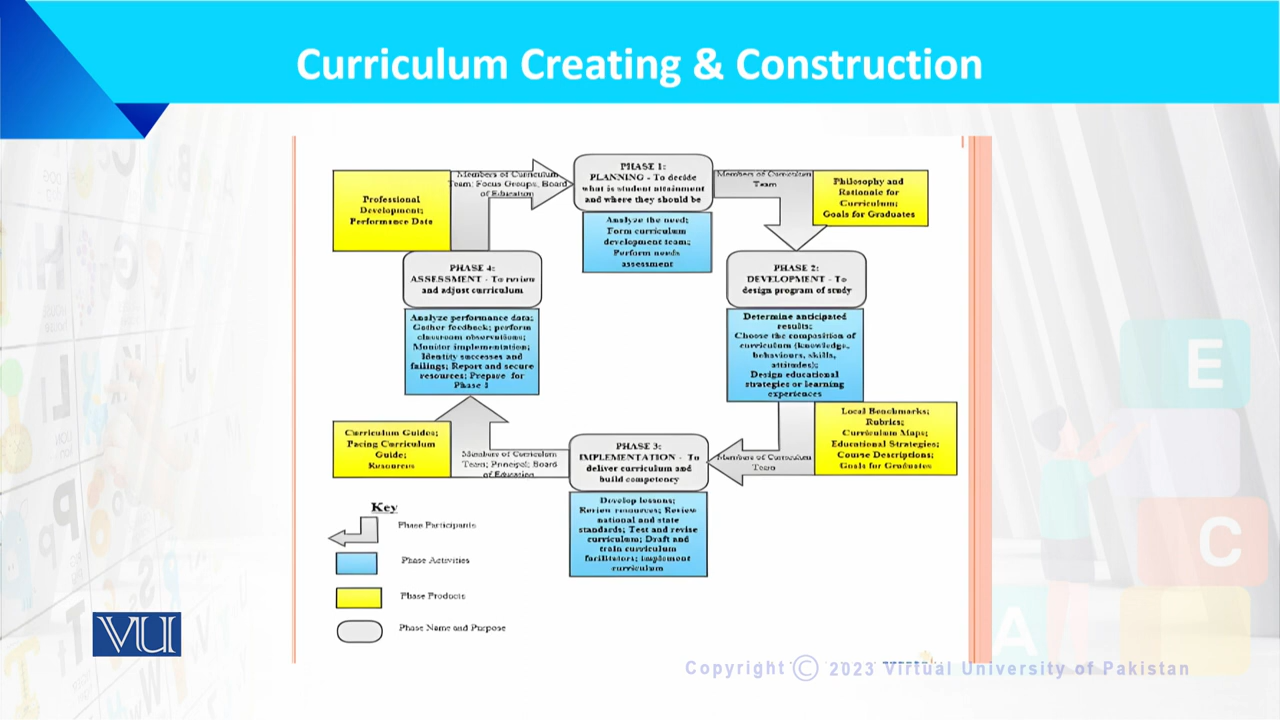 Curriculum Creating & Construction
Members of Curriculum
Team; Focus Groups, Board
of Education
PHASE 1:
PLANNING - To decide
what is student attainment
and where they should be
Members of Curriculum
Team
Professional
Development;
Performance Data
Philosophy and
Rationale for
Curriculum;
Goals for Graduates
Analyze the need;
Form curriculum
development team;
Perform needs
assessment
PHASE 4:
ASSESSMENT - To review
and adjust curriculum
PHASE 2:
DEVELOPMENT - To
design program of study
Analyze performance data;
Gather feedback; perform
classroom observations;
Monitor implementation;
Identify successes and
failings; Report and secure
resources; Prepare for
Phase 1
Determine anticipated
results;
Choose the composition of
curriculum (knowledge,
behaviours, skills,
attitudes);
Design educational
strategies or learning
experiences
Curriculum Guides;
Pacing Curriculum
Guide;
Resources
Members of Curriculum
Team; Principal; Board
of Education
PHASE 3:
IMPLEMENTATION - To
deliver curriculum and
build competency
Members of Curriculum
Team
Local Benchmarks;
Rubrics;
Curriculum Maps;
Educational Strategies;
Course Descriptions;
Goals for Graduates
Develop lessons;
Review resources; Review
national and state
standards; Test and revise
curriculum; Draft and
train curriculum
facilitators; implement
curriculum
Key
Phase Participants
Phase Activities
Phase Products
Phase Name and Purpose
E
C
A
VU
Copyright © 2023 Virtual University of Pakistan